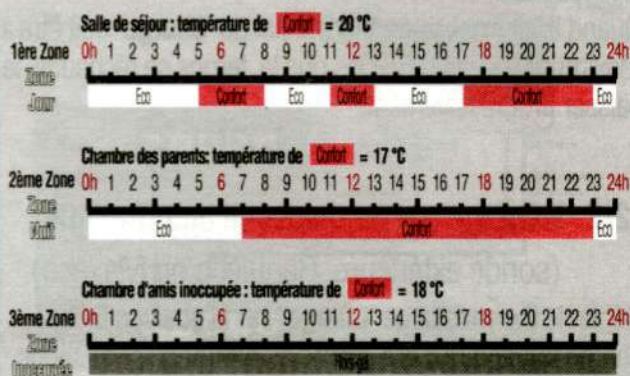 Salle de séjour : température de Confort = 20 °C
1ère Zone 0h 1 2 3 4 5 6 7 8 9 10 11 12 13 14 15 16 17 18 19 20 21 22 23 24h
Zone
Jour
Eco Confort Eco Confort Eco Confort Eco
Chambre des parents: température de Confort = 17 °C
2ème Zone 0h 1 2 3 4 5 6 7 8 9 10 11 12 13 14 15 16 17 18 19 20 21 22 23 24h
Zone
Nuit
Eco Confort Eco
Chambre d'amis inoccupée : température de Confort = 18 °C
3ème Zone 0h 1 2 3 4 5 6 7 8 9 10 11 12 13 14 15 16 17 18 19 20 21 22 23 24h
Zone
Inoccupée
Hors-gel